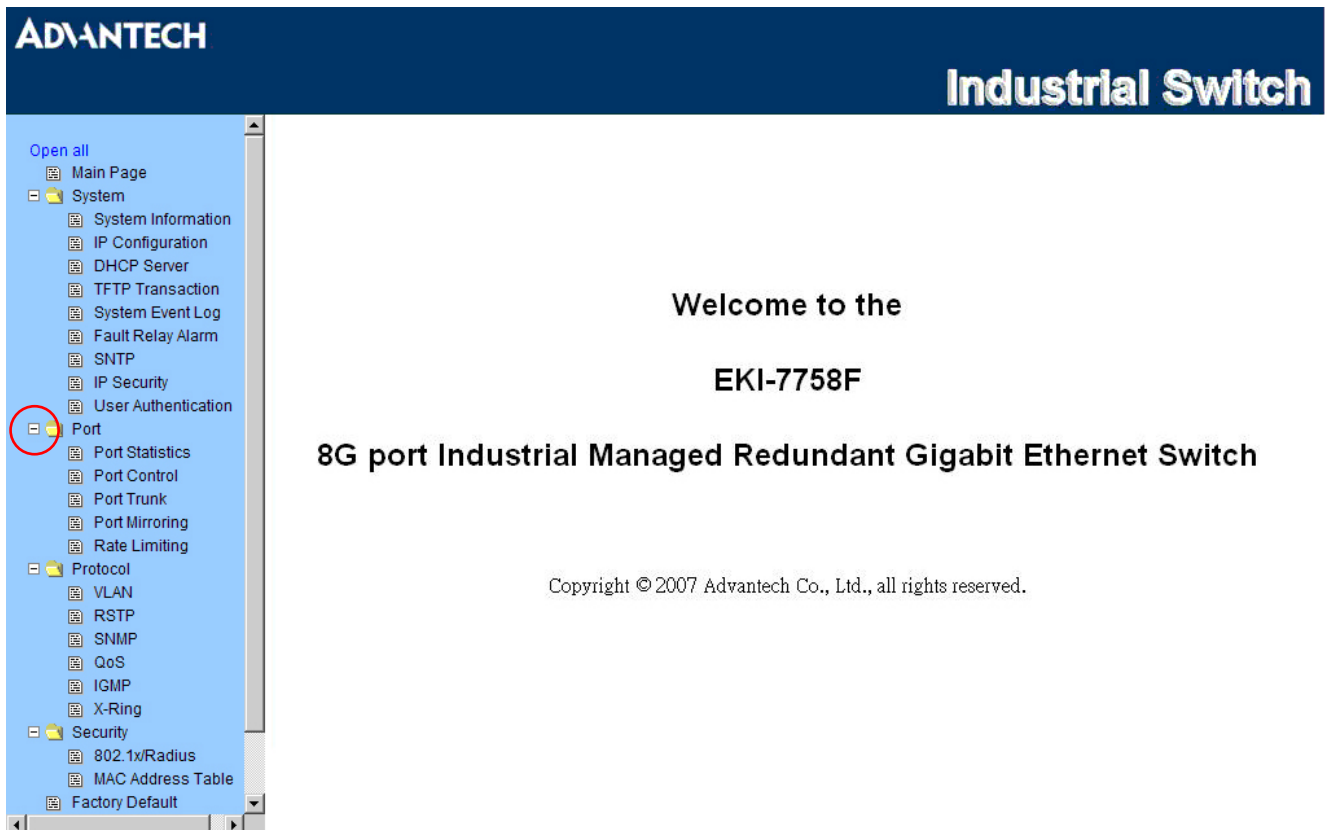 ADVANTECH
Industrial Switch
Open all
Main Page
System
System Information
IP Configuration
DHCP Server
TFTP Transaction
System Event Log
Fault Relay Alarm
SNTP
IP Security
User Authentication
Port
Port Statistics
Port Control
Port Trunk
Port Mirroring
Rate Limiting
Protocol
VLAN
RSTP
SNMP
QoS
IGMP
X-Ring
Security
802.1x/Radius
MAC Address Table
Factory Default
Welcome to the
EKI-7758F
8G port Industrial Managed Redundant Gigabit Ethernet Switch
Copyright © 2007 Advantech Co., Ltd., all rights reserved.